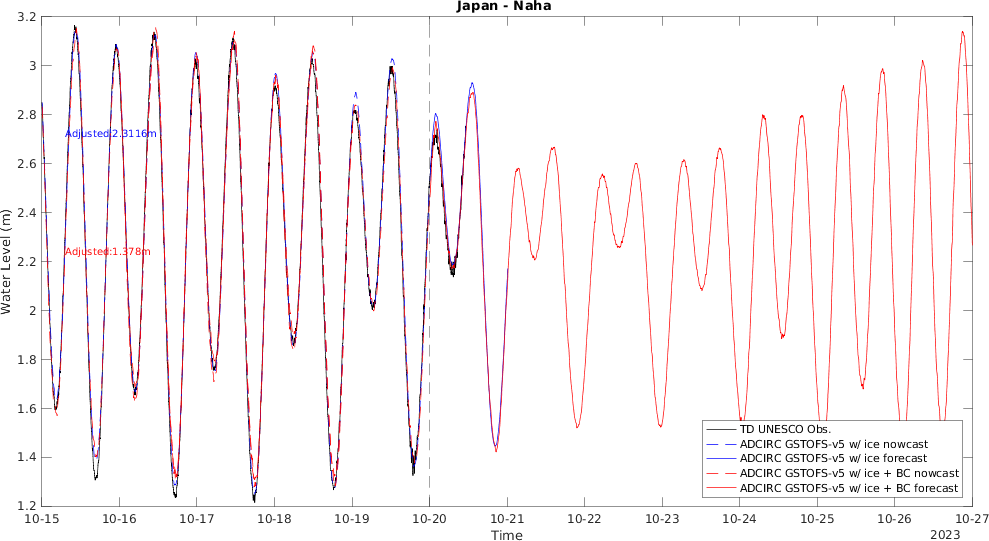 Japan - Naha
3.2
3
2.8
2.6
2.4
2.2
2
1.8
1.6
1.4
1.2
Water Level (m)
Adjusted:2.3116m
Adjusted:1.378m
TD UNESCO Obs.
ADCIRC GSTOFS-v5 w/ ice nowcast
ADCIRC GSTOFS-v5 w/ ice forecast
ADCIRC GSTOFS-v5 w/ ice + BC nowcast
ADCIRC GSTOFS-v5 w/ ice + BC forecast
10-15 10-16 10-17 10-18 10-19 10-20 10-21 10-22 10-23 10-24 10-25 10-26 10-27
Time
2023